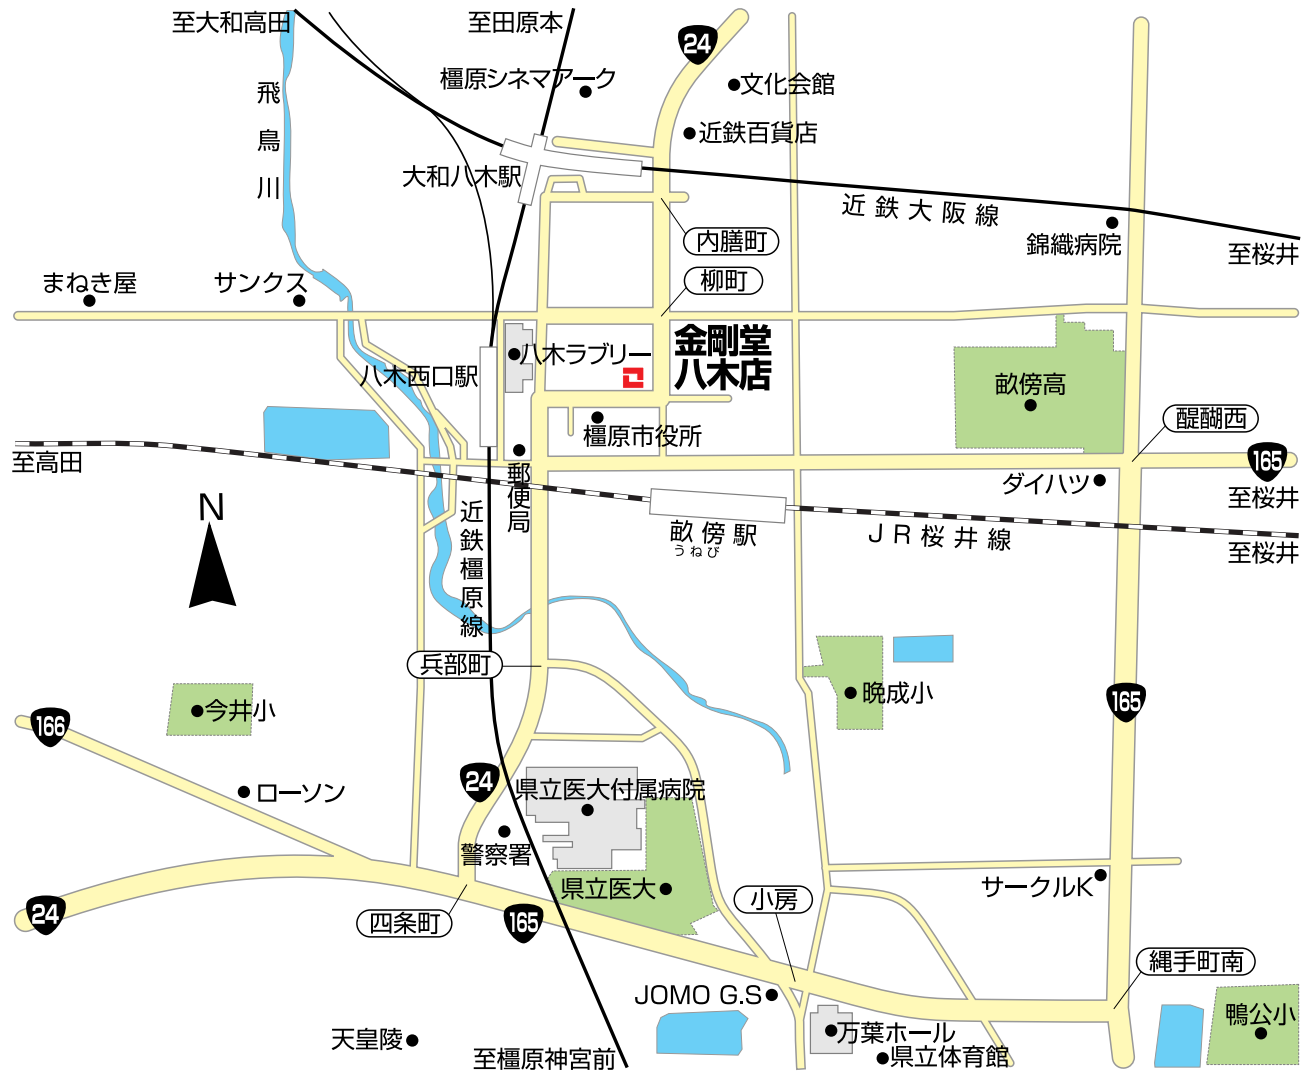 至大和高田
至田原本
24
橿原シネマアーク
文化会館
飛鳥川
近鉄百貨店
大和八木駅
近鉄大阪線
錦織病院
至桜井
内膳町
柳町
まねき屋
サンクス
金剛堂
八木店
八木ラブリー
八木西口駅
畝傍高
醍醐西
橿原市役所
至高田
郵便局
165
ダイハツ
至桜井
N
近鉄橿原線
畝傍駅
うねび
JR桜井線
至桜井
兵部町
晩成小
今井小
166
165
24
県立医大付属病院
ローソン
警察署
県立医大
サークルK
小房
24
四条町
165
縄手町南
JOMO G.S
鴨公小
万葉ホール
天皇陵
至橿原神宮前
県立体育館